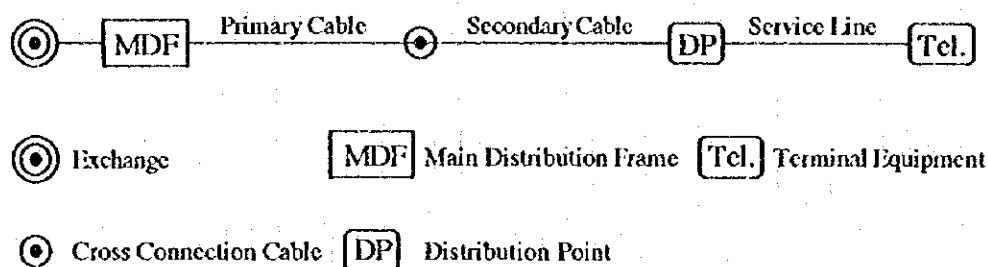 MDF Primary Cable Secondary Cable DP Service Line Tel.
Exchange MDF Main Distribution Frame Tel. Terminal Equipment
Cross Connection Cable DP Distribution Point